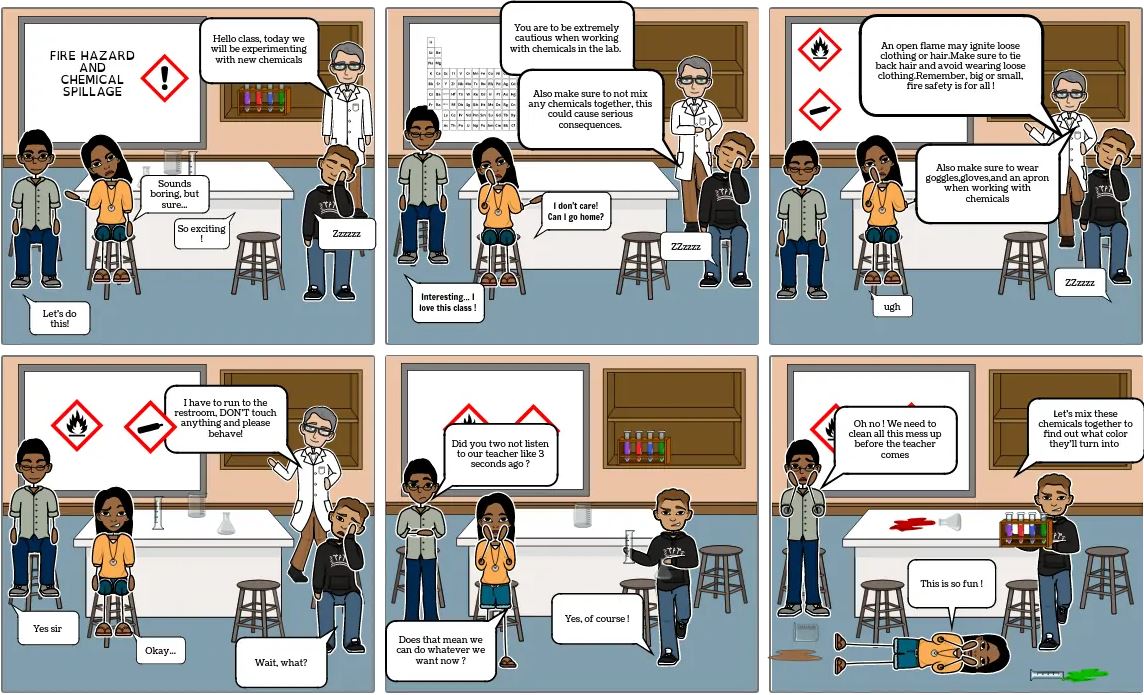 FIRE HAZARD
AND
CHEMICAL
SPILLAGE
Hello class, today we
will be experimenting
with new chemicals
Sounds
boring, but
sure...
So exciting
!
Zzzzzz
Let's do
this!
You are to be extremely
cautious when working
with chemicals in the lab.
Also make sure to not mix
any chemicals together, this
could cause serious
consequences.
I don't care!
Can I go home?
ZZzzzz
Interesting... I
love this class !
An open flame may ignite loose
clothing or hair.Make sure to tie
back hair and avoid wearing loose
clothing.Remember, big or small,
fire safety is for all !
Also make sure to wear
goggles,gloves,and an apron
when working with
chemicals
ZZzzzz
ugh
I have to run to the
restroom, DON'T touch
anything and please
behave!
Yes sir
Okay...
Wait, what?
Did you two not listen
to our teacher like 3
seconds ago ?
Yes, of course !
Does that mean we
can do whatever we
want now ?
Oh no ! We need to
clean all this mess up
before the teacher
comes
Let's mix these
chemicals together to
find out what color
they'll turn into
This is so fun !